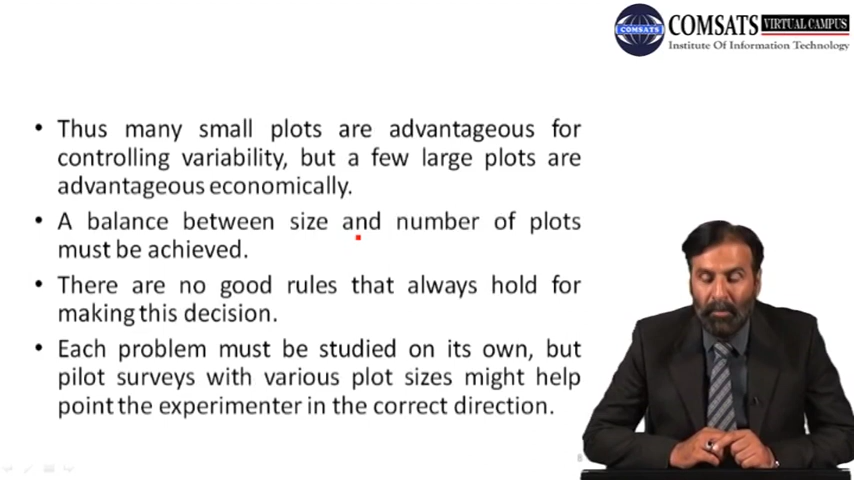 COMSATS
COMSATS VIRTUAL CAMPUS
Institute Of Information Technology
• Thus many small plots are advantageous for
controlling variability, but a few large plots are
advantageous economically.
• A balance between size and number of plots
must be achieved.
• There are no good rules that always hold for
making this decision.
• Each problem must be studied on its own, but
pilot surveys with various plot sizes might help
point the experimenter in the correct direction.